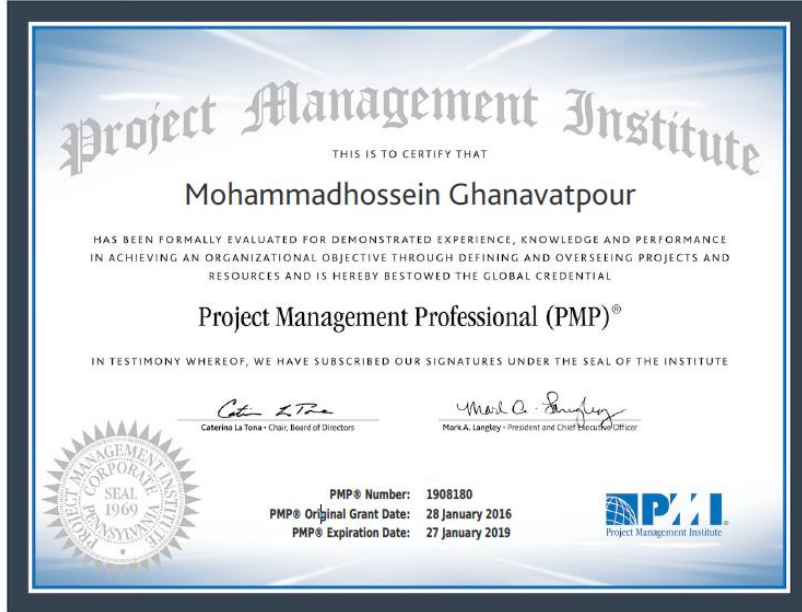 Project Management Institute
THIS IS TO CERTIFY THAT
Mohammadhossein Ghanavatpour
HAS BEEN FORMALLY EVALUATED FOR DEMONSTRATED EXPERIENCE, KNOWLEDGE AND PERFORMANCE
IN ACHIEVING AN ORGANIZATIONAL OBJECTIVE THROUGH DEFINING AND OVERSEEING PROJECTS AND
RESOURCES AND IS HEREBY BESTOWED THE GLOBAL CREDENTIAL
Project Management Professional (PMP)®
IN TESTIMONY WHEREOF, WE HAVE SUBSCRIBED OUR SIGNATURES UNDER THE SEAL OF THE INSTITUTE
Caterina La Tona • Chair, Board of Directors
Mark A. Langley • President and Chief Executive Officer
PROJECT MANAGEMENT INSTITUTE
CORPORATE
SEAL
1969
PENNSYLVANIA
PMP® Number: 1908180
PMP® Original Grant Date: 28 January 2016
PMP® Expiration Date: 27 January 2019
PMI®
Project Management Institute